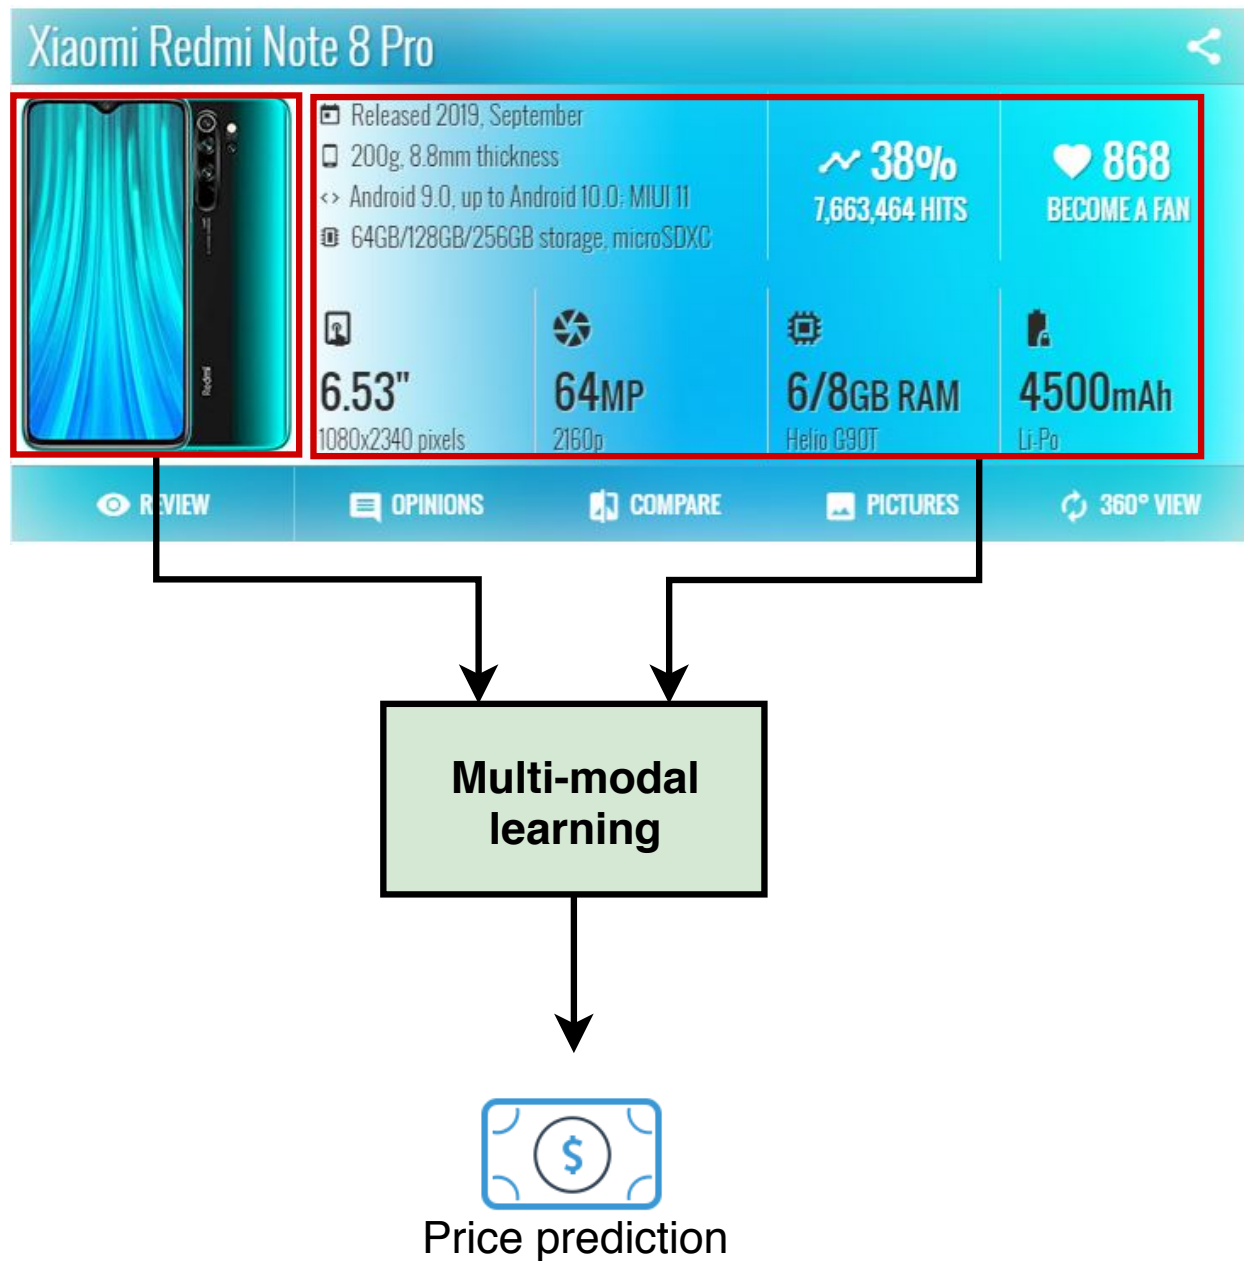 Xiaomi Redmi Note 8 Pro
Released 2019, September
200g, 8.8mm thickness
Android 9.0, up to Android 10.0; MIUI 11
64GB/128GB/256GB storage, microSDXC
38%
7,663,464 HITS
868
BECOME A FAN
Redmi
6.53"
1080x2340 pixels
64MP
2160p
6/8GB RAM
Helio G90T
4500mAh
Li-Po
REVIEW
OPINIONS
COMPARE
PICTURES
360° VIEW
Multi-modal
learning
$
Price prediction